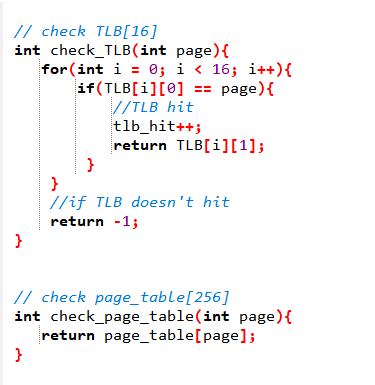 // check TLB[16]
int check_TLB(int page){
for(int i = 0; i < 16; i++){
if(TLB[i][0] == page){
//TLB hit
tlb_hit++;
return TLB[i][1];
}
}
//if TLB doesn't hit
return -1;
}
// check page_table[256]
int check_page_table(int page){
return page_table[page];
}